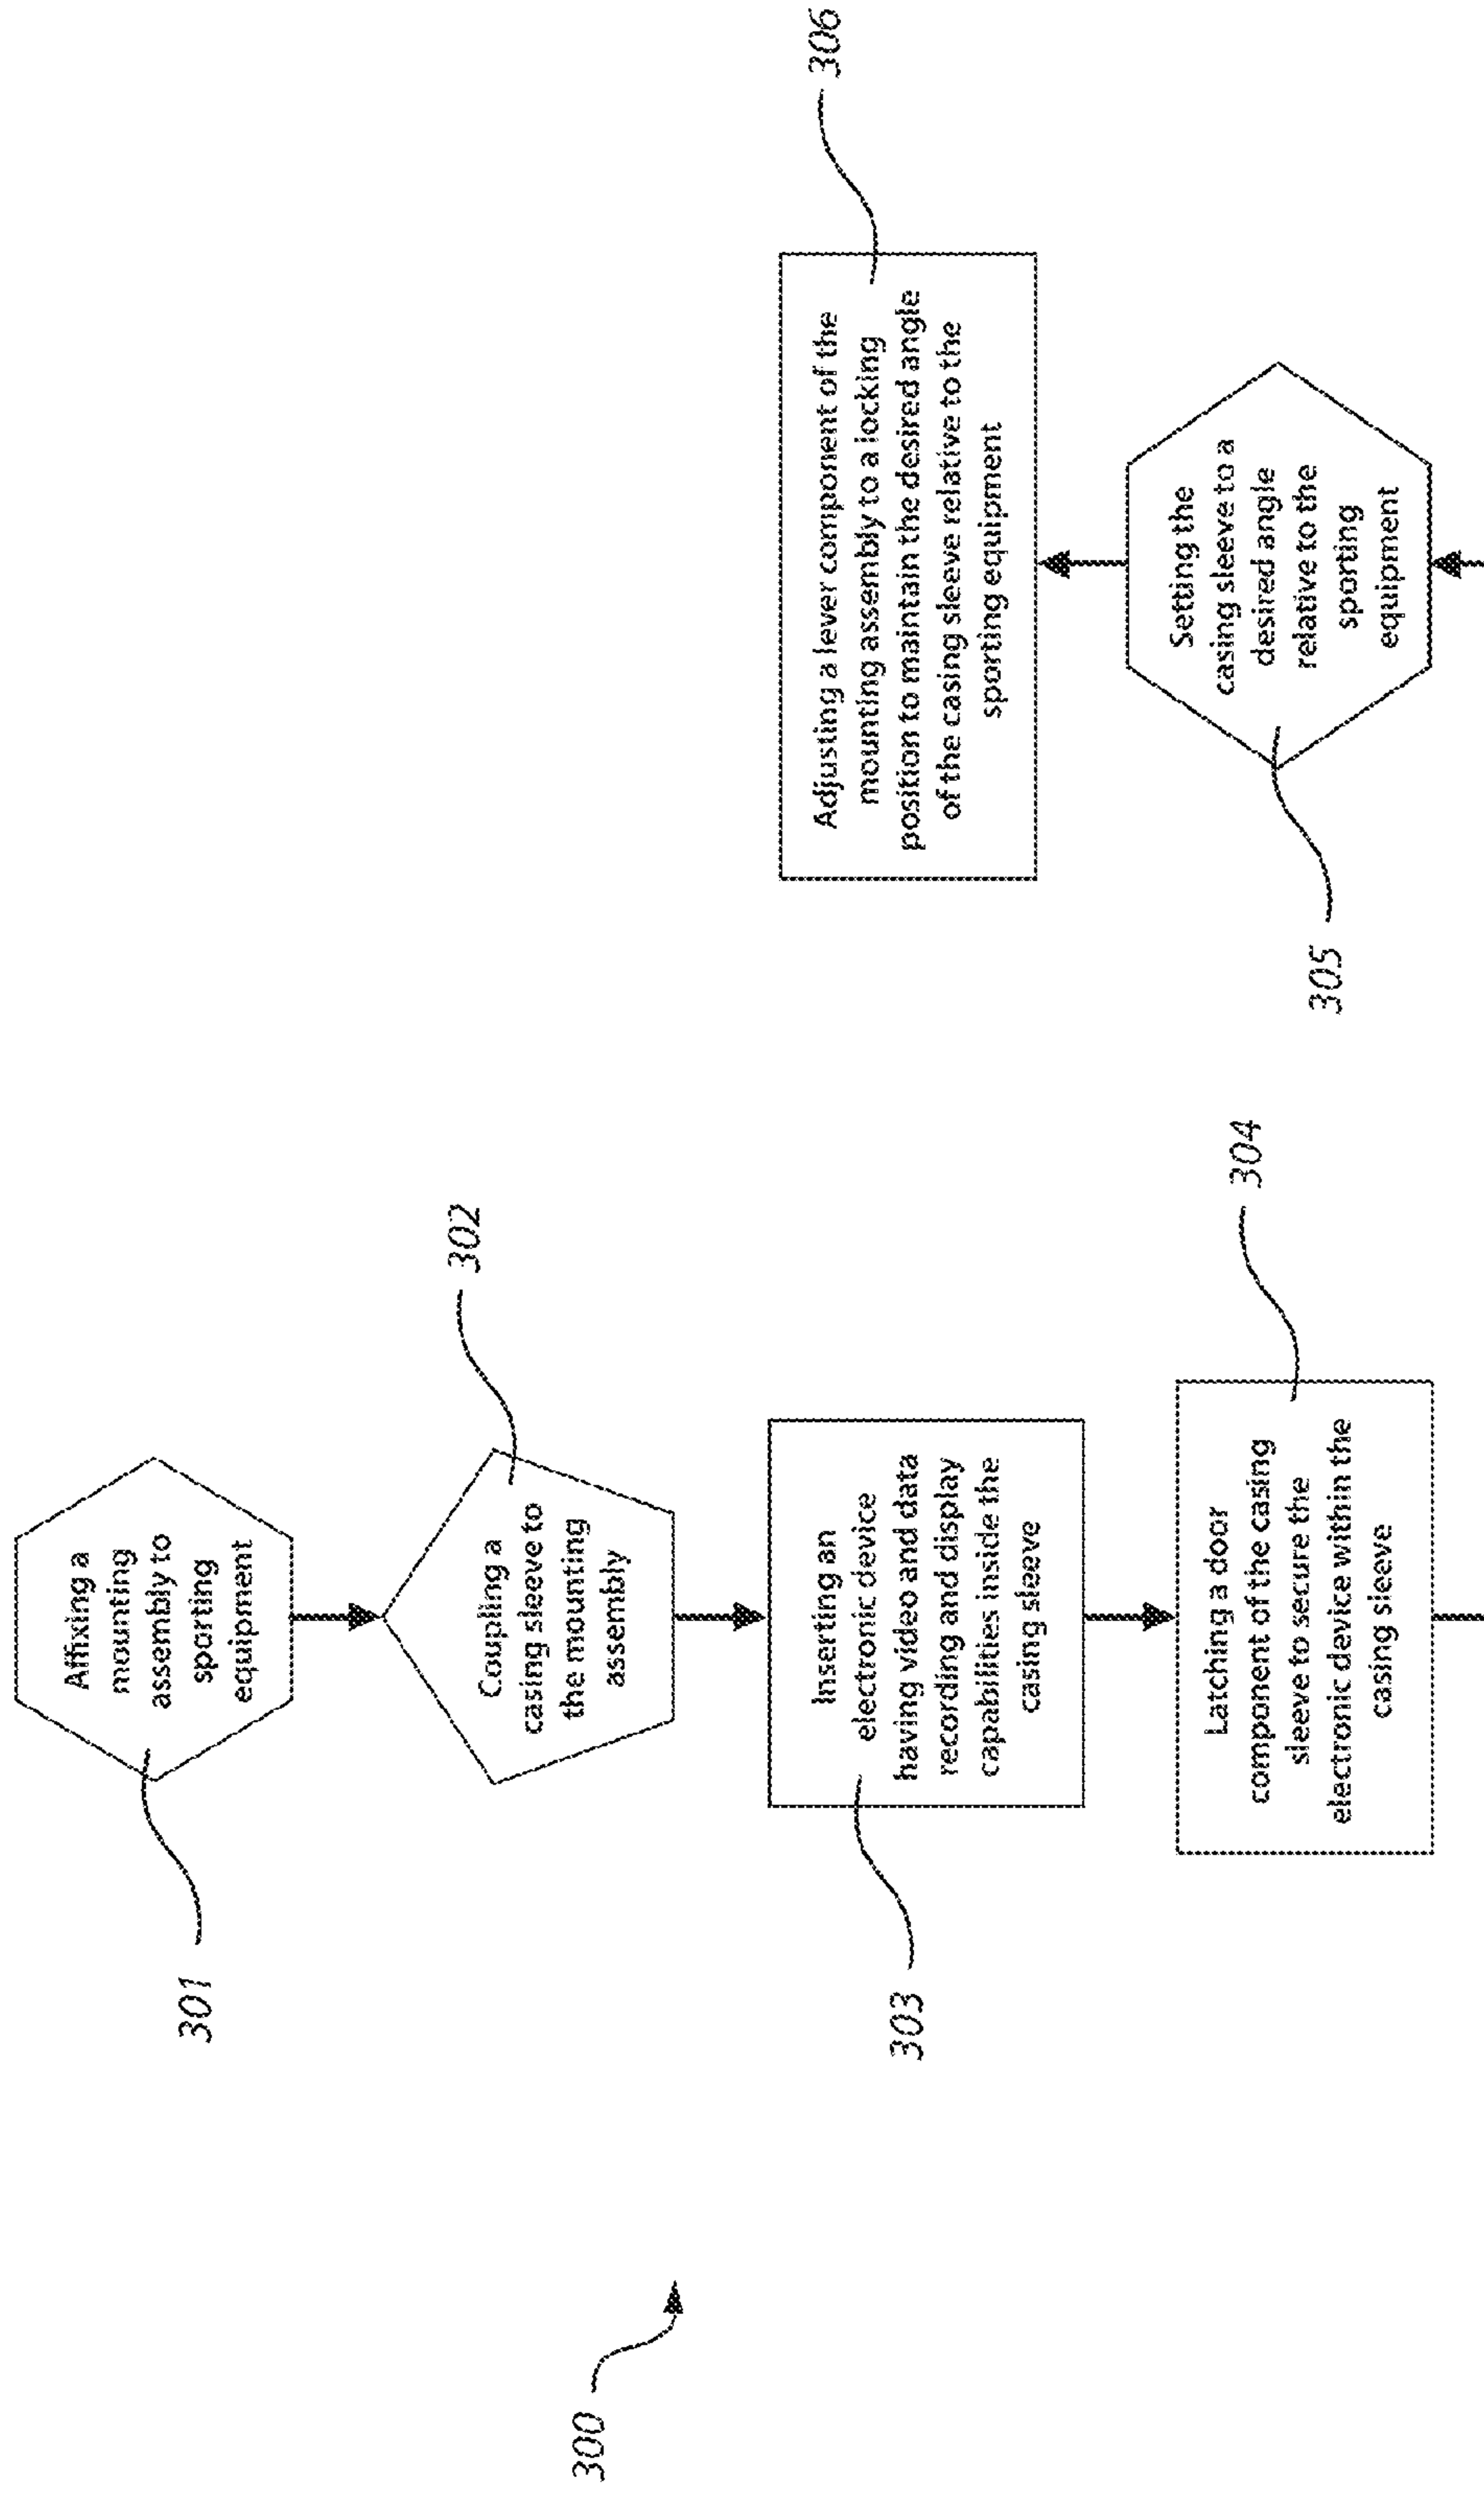 300
301
Affixing a
mounting
assembly to
sporting
equipment
302
Coupling a
casing sleeve to
the mounting
assembly
303
Inserting an
electronic device
having video and data
recording and display
capabilities inside the
casing sleeve
304
Latching a door
component of the casing
sleeve to secure the
electronic device within the
casing sleeve
305
Setting the
casing sleeve to a
desired angle
relative to the
sporting
equipment
306
Adjusting a lever component of the
mounting assembly to a locking
position to maintain the desired angle
of the casing sleeve relative to the
sporting equipment